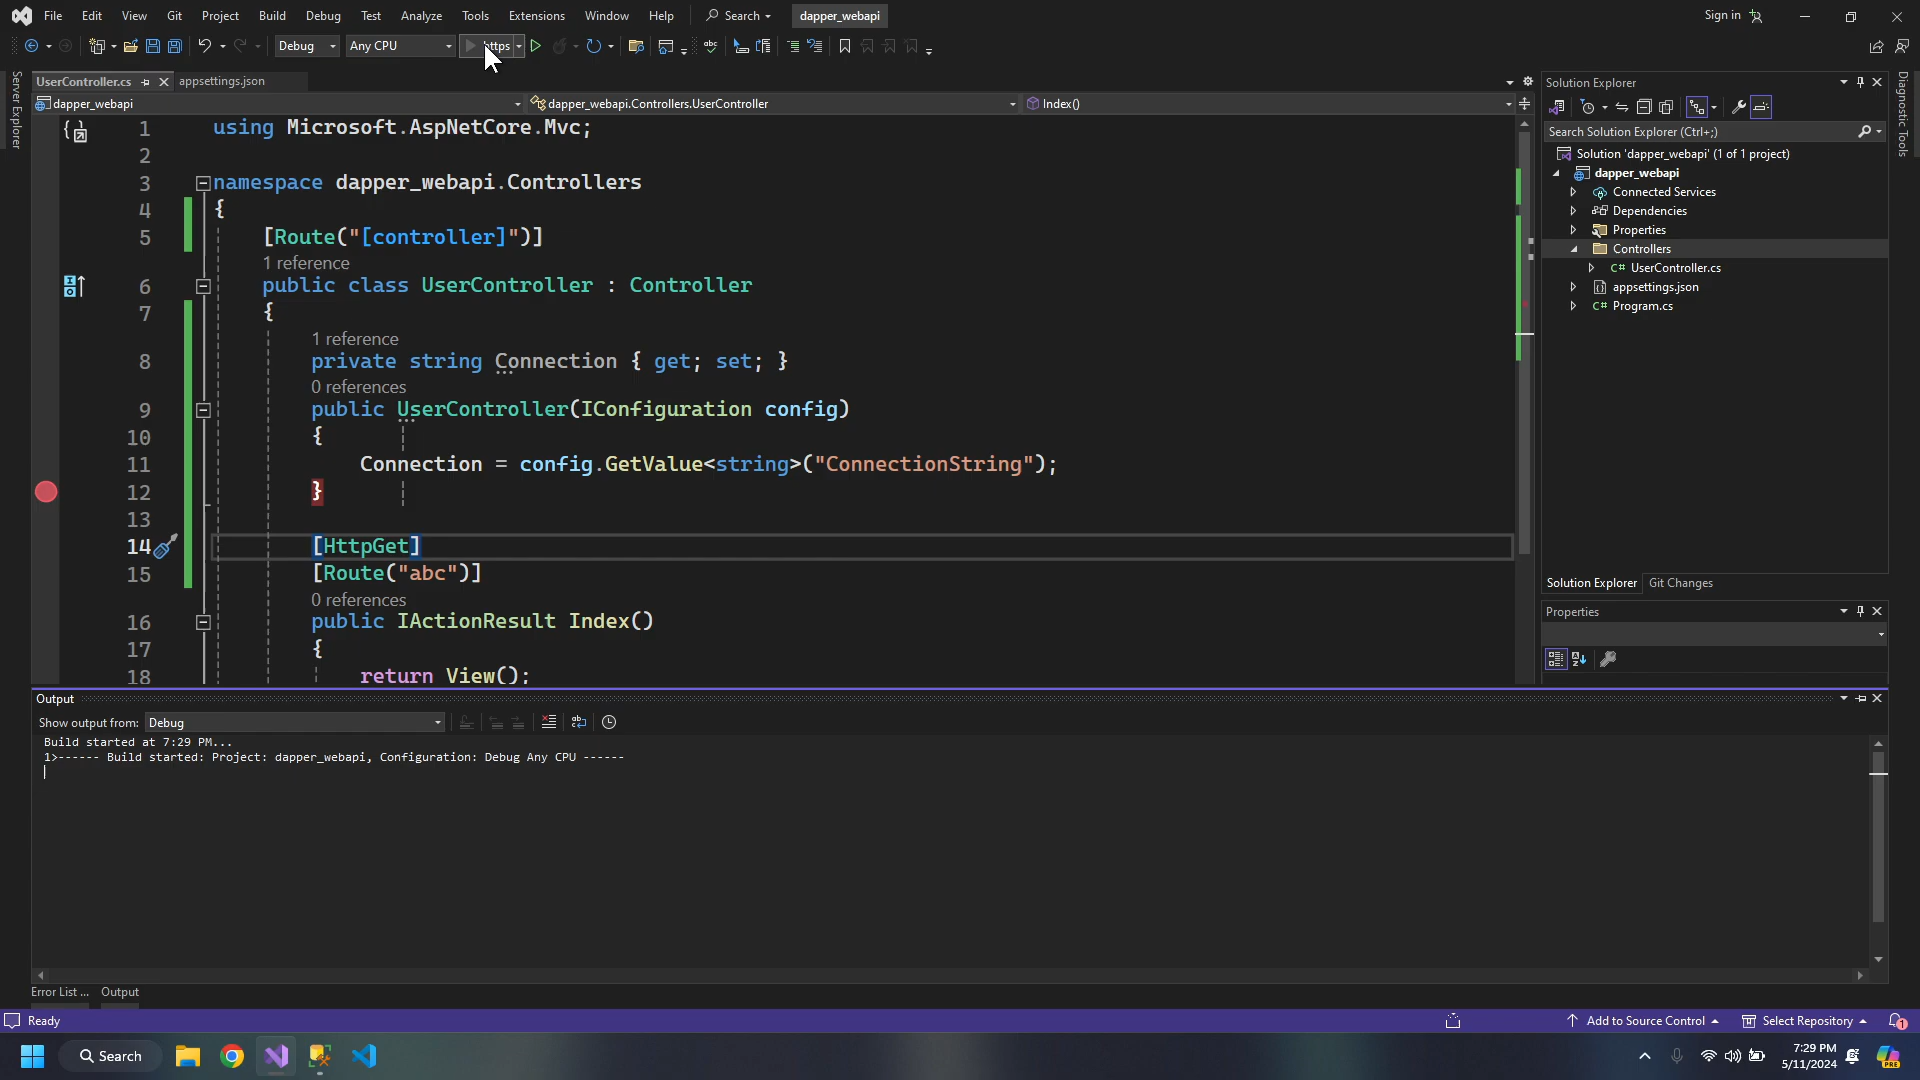 File Edit View Git Project Build Debug Test Analyze Tools Extensions Window Help Search dapper_webapi Sign in
Debug Any CPU https
Server Explorer
UserController.cs appsettings.json
dapper_webapi dapper_webapi.Controllers.UserController Index()
1 using Microsoft.AspNetCore.Mvc;
2
3 namespace dapper_webapi.Controllers
4 {
5 [Route("[controller]")]
1 reference
6 public class UserController : Controller
7 {
1 reference
8 private string Connection { get; set; }
0 references
9 public UserController(IConfiguration config)
10 {
11 Connection = config.GetValue<string>("ConnectionString");
12 }
13
14 [HttpGet]
15 [Route("abc")]
0 references
16 public IActionResult Index()
17 {
18 return View();
Solution Explorer
Search Solution Explorer (Ctrl+;)
Solution 'dapper_webapi' (1 of 1 project)
dapper_webapi
Connected Services
Dependencies
Properties
Controllers
C# UserController.cs
appsettings.json
C# Program.cs
Solution Explorer Git Changes
Properties
Diagnostic Tools
Output
Show output from: Debug
Build started at 7:29 PM...
1>------ Build started: Project: dapper_webapi, Configuration: Debug Any CPU ------
Error List ... Output
Ready Add to Source Control Select Repository 1
Search
7:29 PM
5/11/2024
PRE